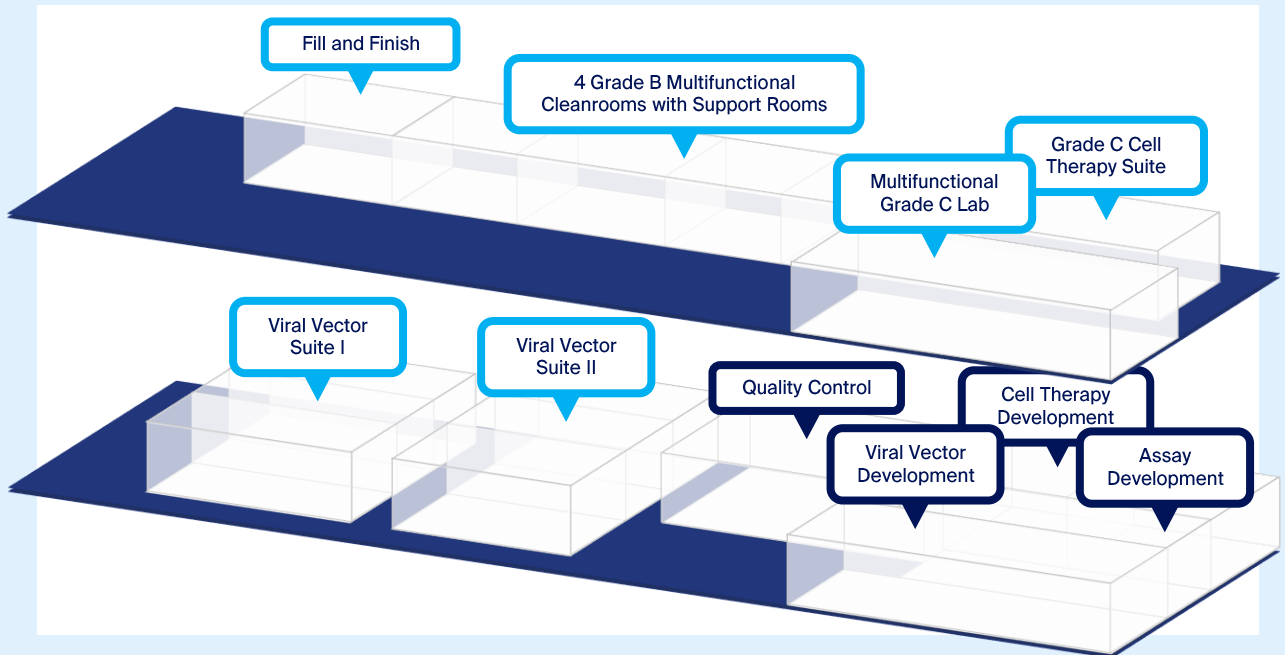 Fill and Finish
4 Grade B Multifunctional
Cleanrooms with Support Rooms
Grade C Cell
Therapy Suite
Multifunctional
Grade C Lab
Viral Vector
Suite I
Viral Vector
Suite II
Quality Control
Cell Therapy
Development
Viral Vector
Development
Assay
Development